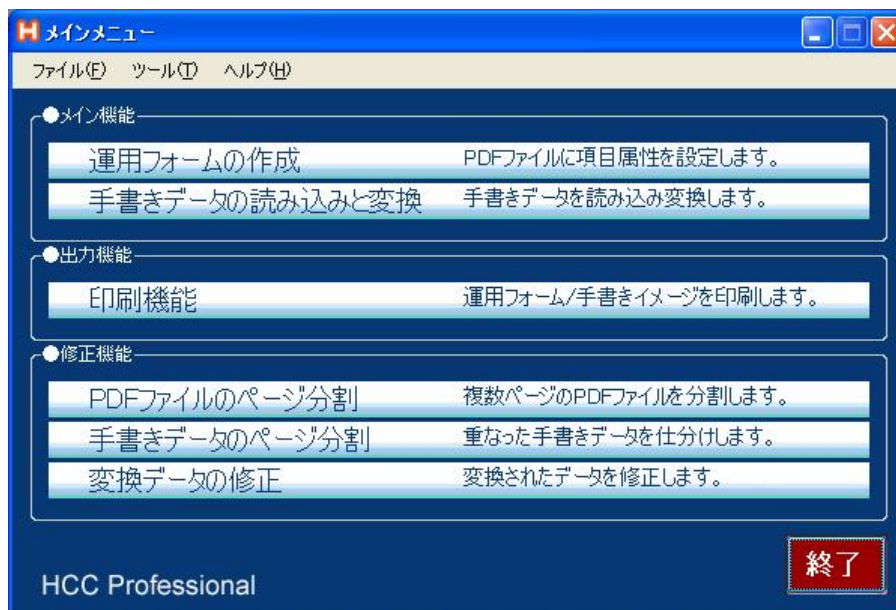 H メインメニュー
ファイル(F) ツール(T) ヘルプ(H)
●メイン機能
運用フォームの作成 PDFファイルに項目属性を設定します。
手書きデータの読み込みと変換 手書きデータを読み込み変換します。
●出力機能
印刷機能 運用フォーム/手書きイメージを印刷します。
●修正機能
PDFファイルのページ分割 複数ページのPDFファイルを分割します。
手書きデータのページ分割 重なった手書きデータを仕分けします。
変換データの修正 変換されたデータを修正します。
終了
HCC Professional